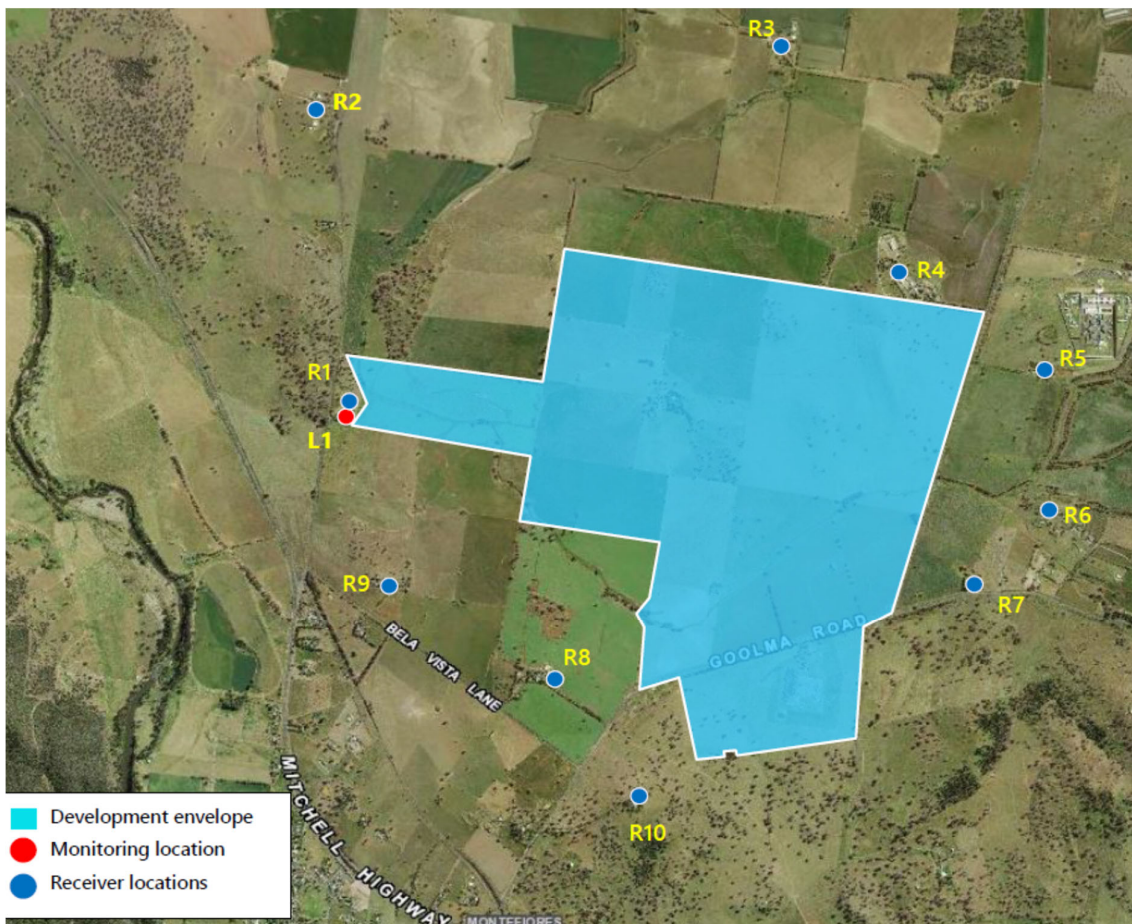 R3
R2
R4
R1
R5
L1
R6
R9
R7
GOOLMA ROAD
BELA VISTA LANE
R8
MITCHELL HIGHWAY
R10
Development envelope
Monitoring location
Receiver locations
MONTEFIORES